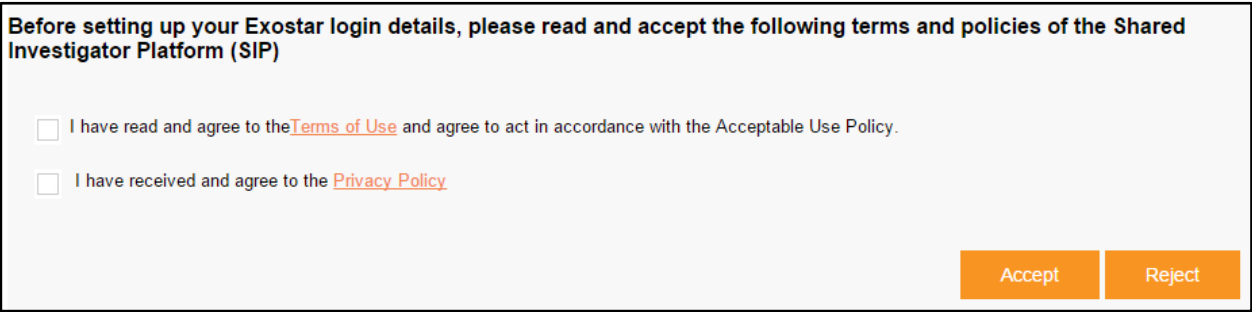 Before setting up your Exostar login details, please read and accept the following terms and policies of the Shared
Investigator Platform (SIP)
I have read and agree to theTerms of Use and agree to act in accordance with the Acceptable Use Policy.
I have received and agree to the Privacy Policy
Accept Reject